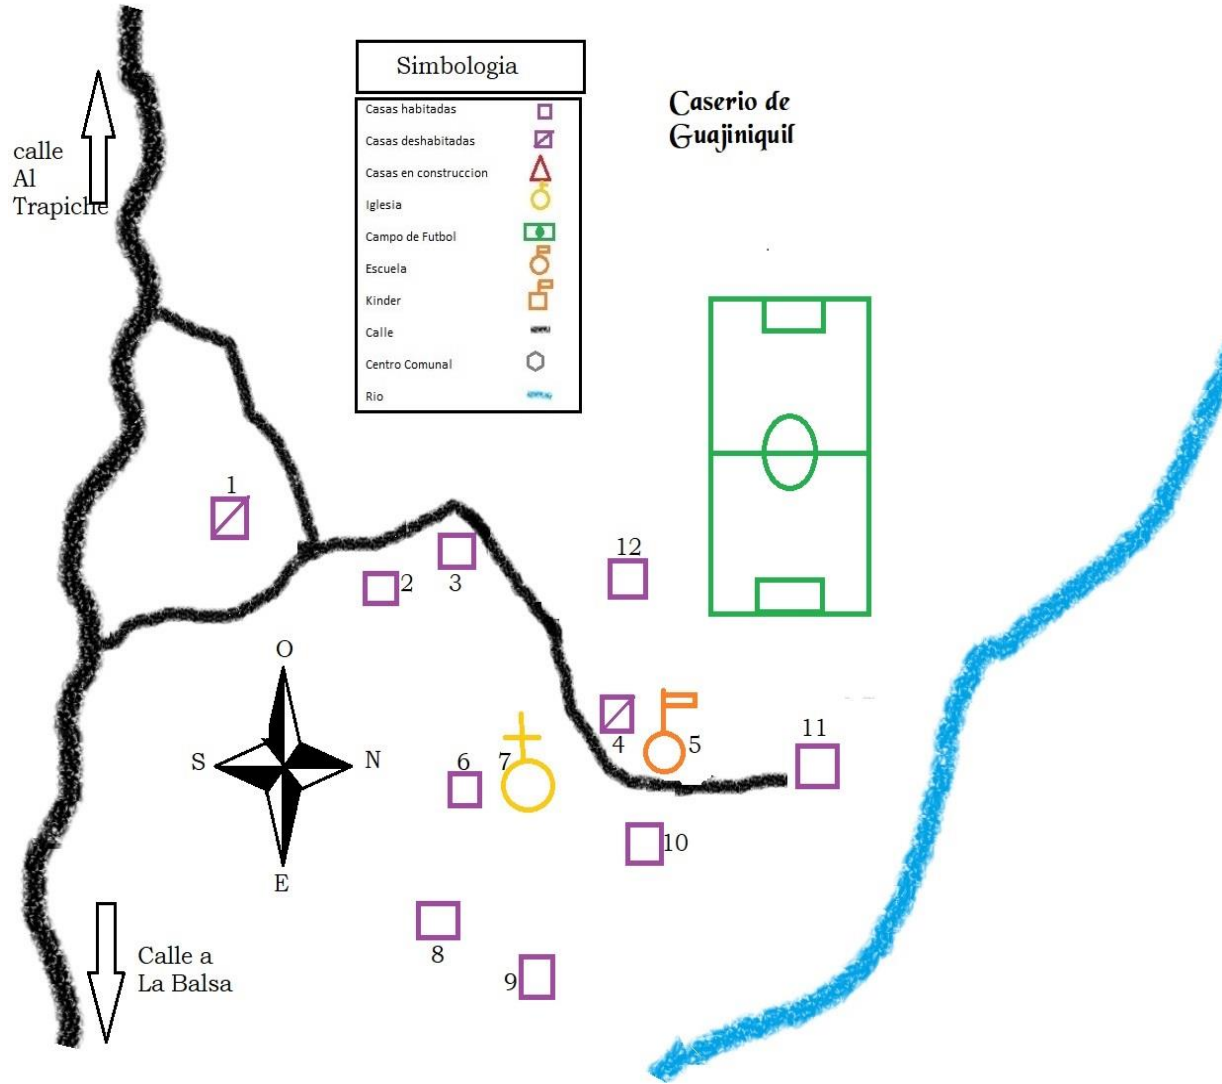 Simbologia
Casas habitadas
Casas deshabitadas
Casas en construccion
Iglesia
Campo de Futbol
Escuela
Kinder
Calle
Centro Comunal
Rio
Caserio de
Guajiniquil
calle
Al
Trapiche
1
2
3
12
O
S
N
E
4
5
11
6
7
10
8
9
Calle a
La Balsa